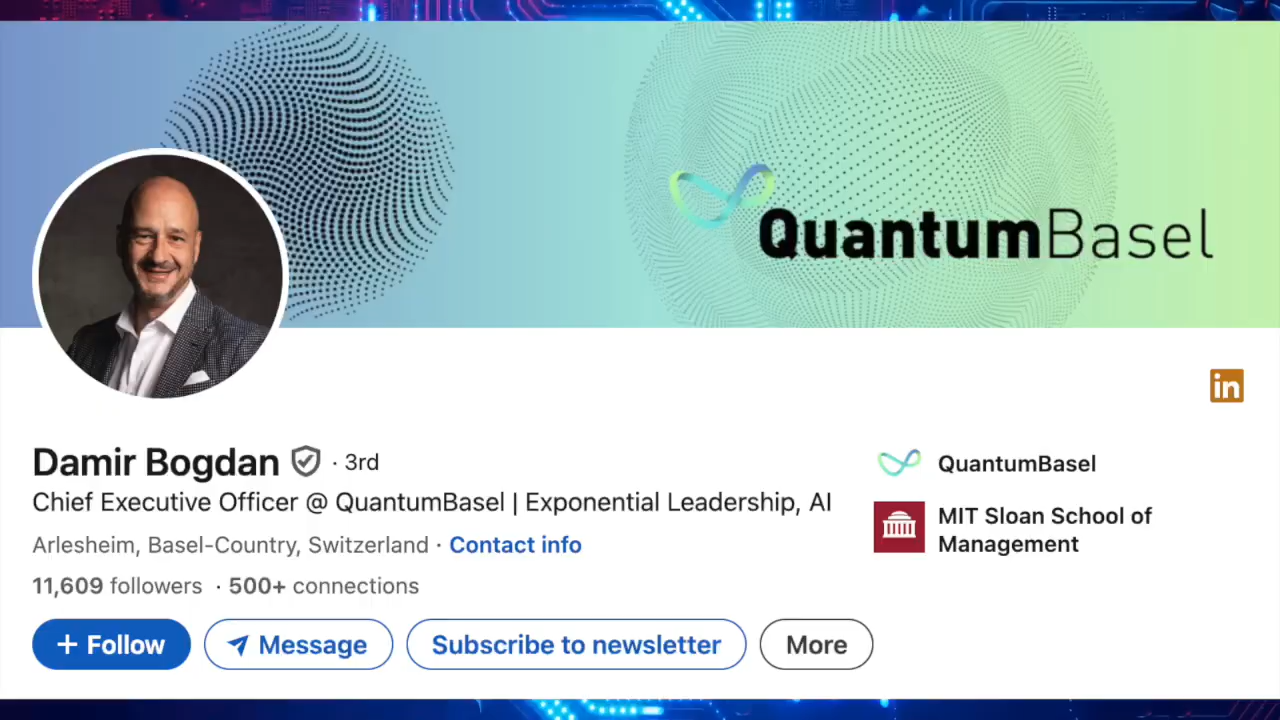 QuantumBasel
in
Damir Bogdan · 3rd
Chief Executive Officer @ QuantumBasel | Exponential Leadership, AI
Arlesheim, Basel-Country, Switzerland · Contact info
11,609 followers · 500+ connections
+ Follow
Message
Subscribe to newsletter
More
QuantumBasel
MIT Sloan School of
Management